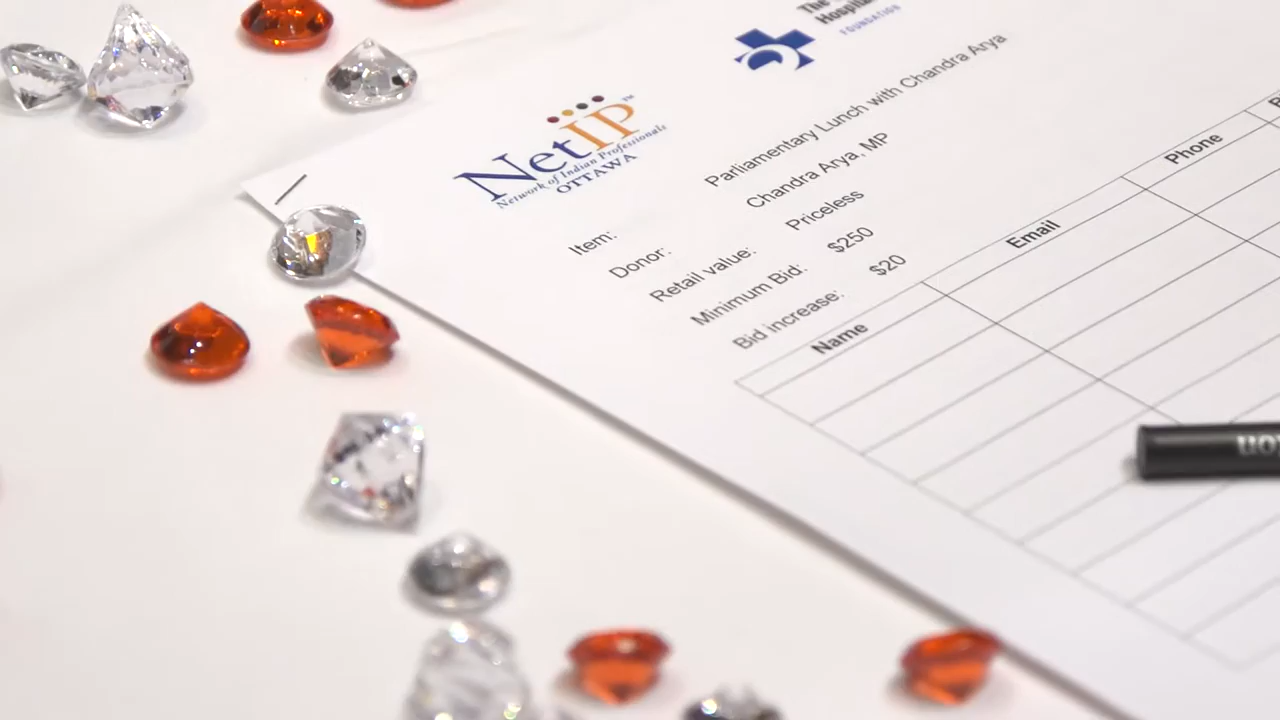 The
Hospital
FOUNDATION
NetIP™
Network of Indian Professionals
OTTAWA
Item: Parliamentary Lunch with Chandra Arya
Donor: Chandra Arya, MP
Retail value: Priceless
Minimum Bid: $250
Bid increase: $20
Name Email Phone